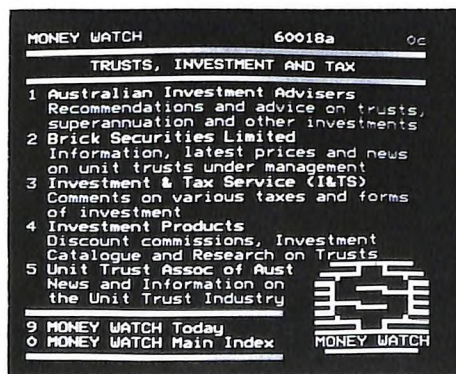 MONEY WATCH 60018a 0c
TRUSTS, INVESTMENT AND TAX
1 Australian Investment Advisers
Recommendations and advice on trusts,
superannuation and other investments
2 Brick Securities Limited
Information, latest prices and news
on unit trusts under management
3 Investment & Tax Service (I&TS)
Comments on various taxes and forms
of investment
4 Investment Products
Discount commissions, Investment
Catalogue and Research on Trusts
5 Unit Trust Assoc of Aust
News and Information on
the Unit Trust Industry
9 MONEY WATCH Today
0 MONEY WATCH Main Index
MONEY WATCH